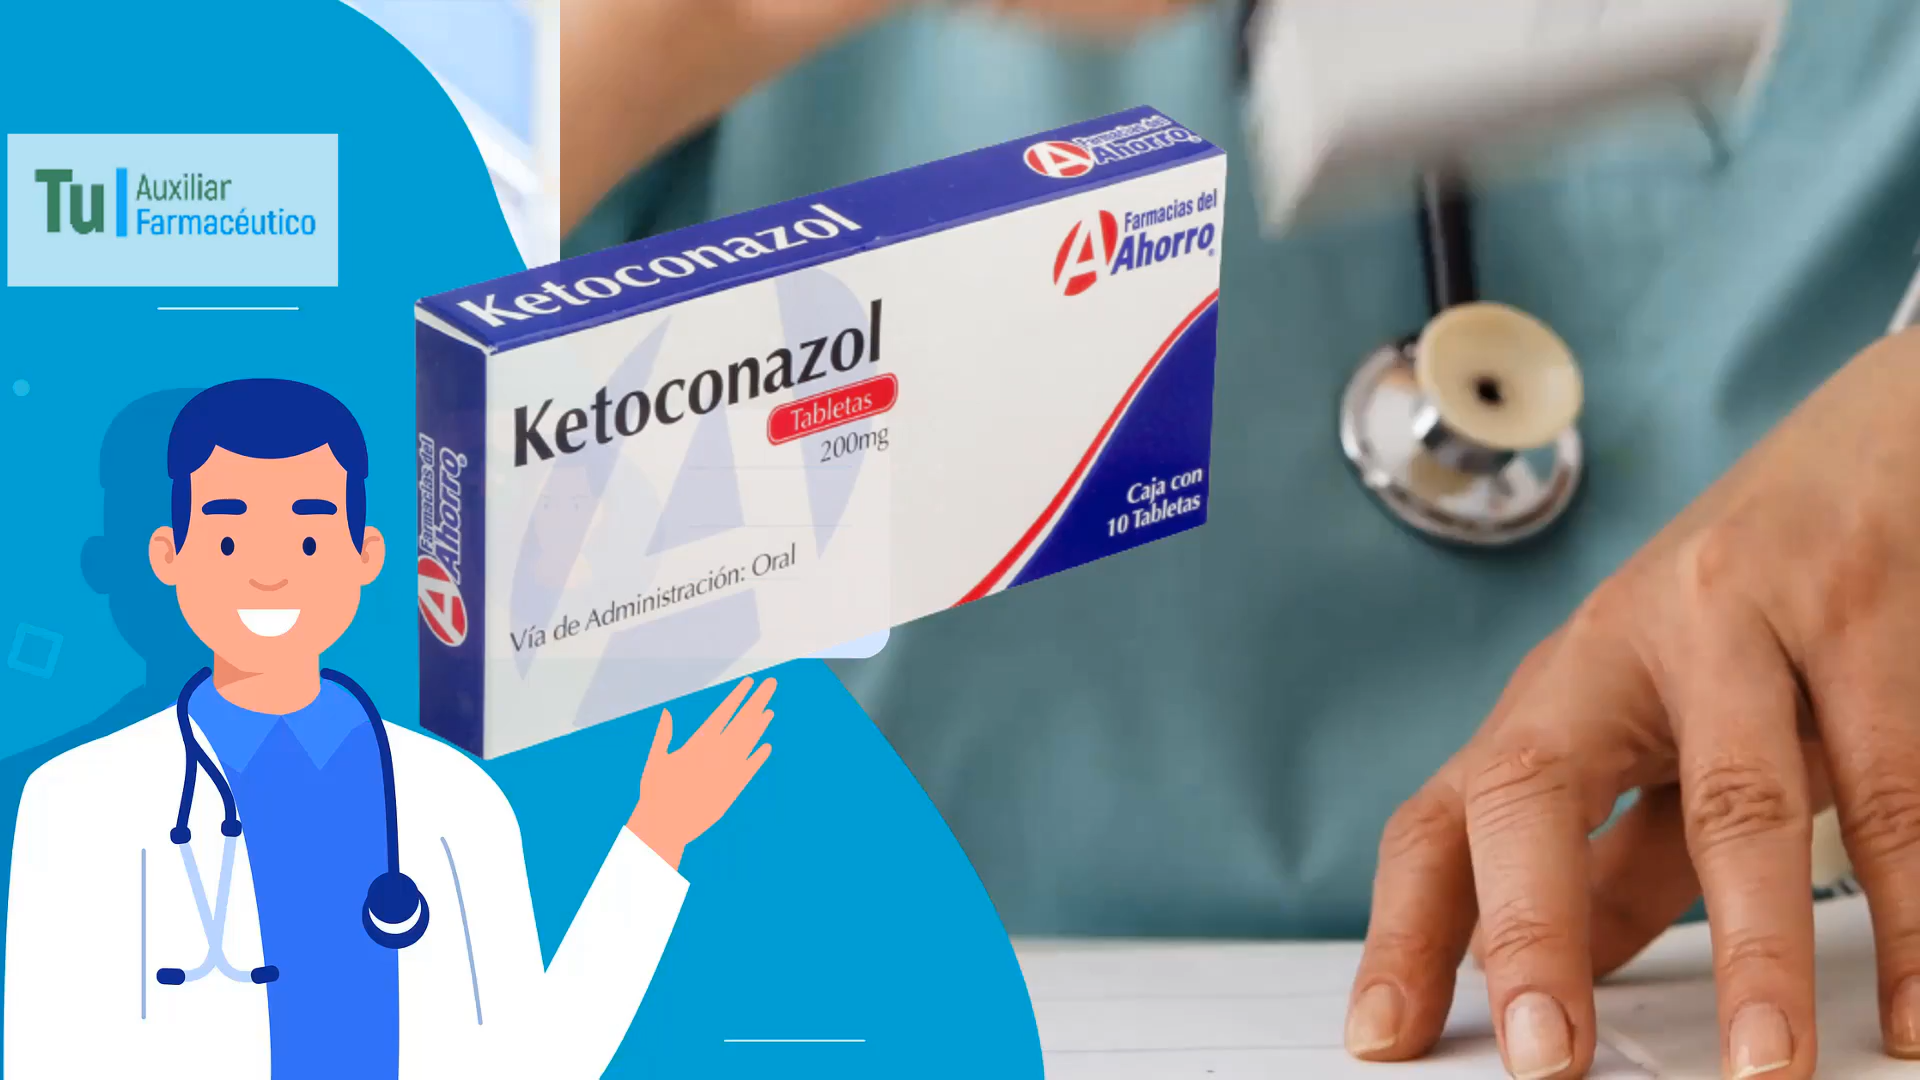 Tu Auxiliar
Farmacéutico
Ketoconazol
Farmacias del
Ahorro
Farmacias del
Ahorro
Ketoconazol
Tabletas
200mg
Farmacias del
Ahorro
Caja con
10 Tabletas
Vía de Administración: Oral